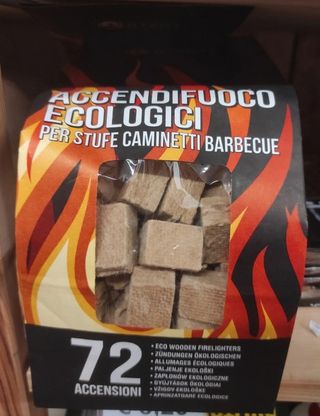 ACCENDIFUOCO
ECOLOGICI
PER STUFE CAMINETTI BARBECUE
72
ACCENSIONI
• ECO WOODEN FIRELIGHTERS
• ZÜNDUNGEN ÖKOLOGISCHEN
• ALLUMAGES ÉCOLOGIQUES
• PALJENJE EKOLOŠKI
• ZAPŁONÓW EKOLOGICZNE
• GYÚJTÁSOK ÖKOLÓGIAI
• VŽIGOV EKOLOŠKE
• APRINZATOARE ECOLOGICE